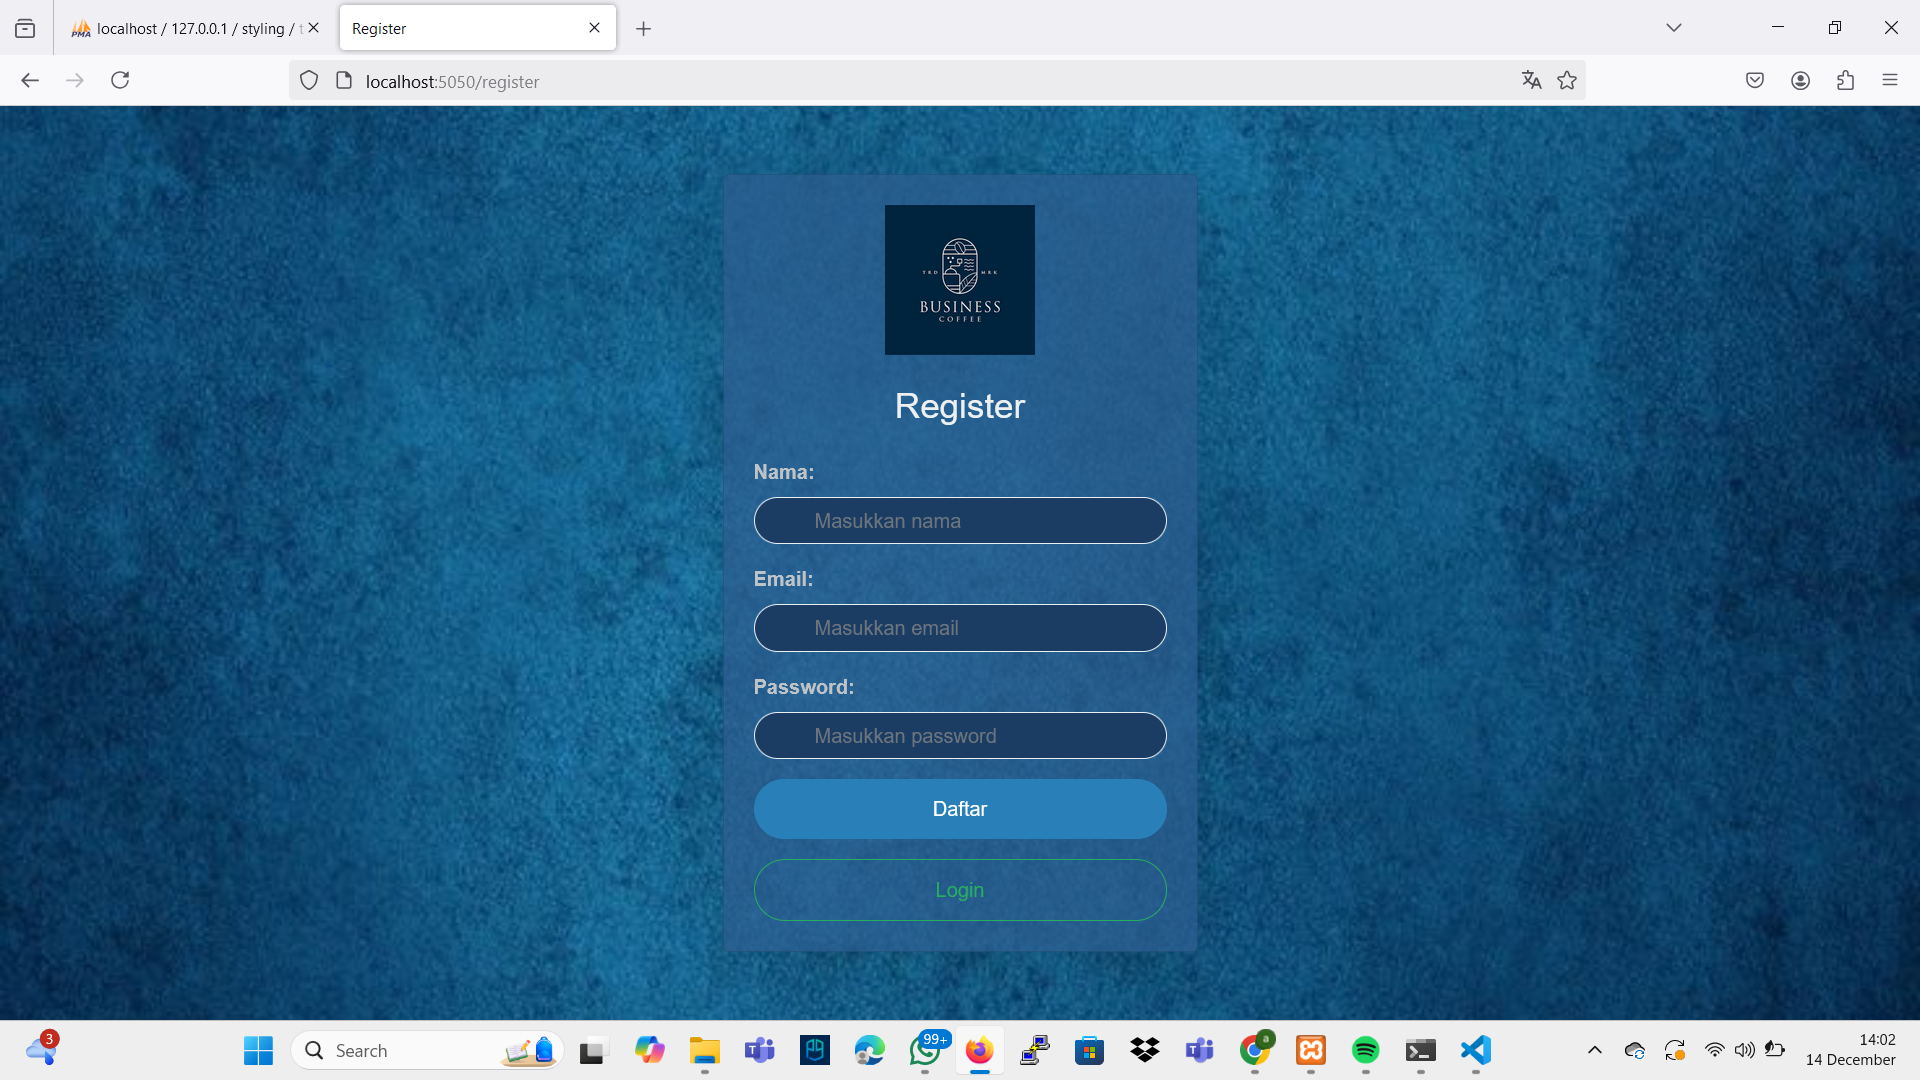 localhost / 127.0.0.1 / styling / t
Register
localhost:5050/register
TRD MRK
BUSINESS
COFFEE
Register
Nama:
Masukkan nama
Email:
Masukkan email
Password:
Masukkan password
Daftar
Login
3
Search
99+
a
14:02
14 December